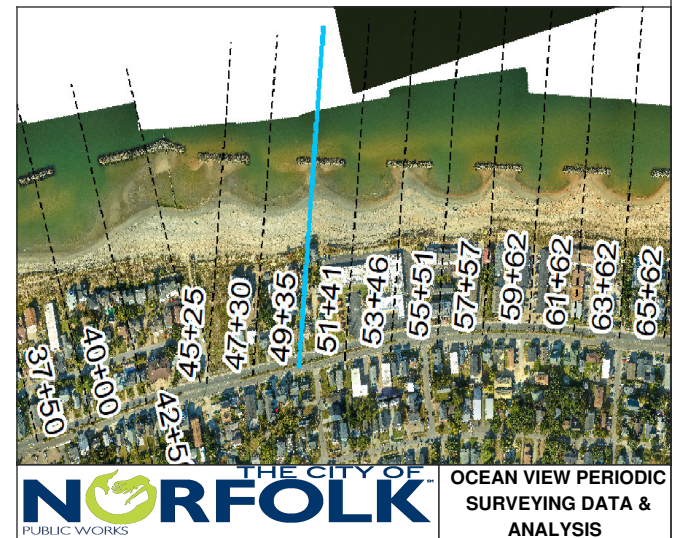 37+50
40+00
42+5
45+25
47+30
49+35
51+41
53+46
55+51
57+57
59+62
61+62
63+62
65+62
THE CITY OF
NORFOLK
PUBLIC WORKS
OCEAN VIEW PERIODIC
SURVEYING DATA &
ANALYSIS